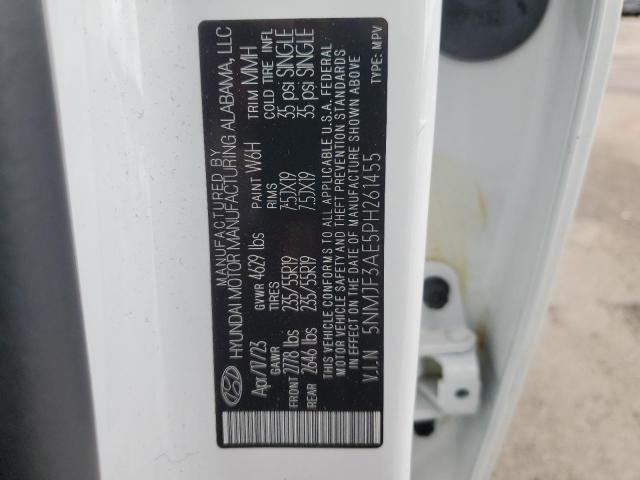 MANUFACTURED BY
HYUNDAI MOTOR MANUFACTURING ALABAMA, LLC
Apr/17/23 GVWR 4629 lbs PAINT W6H TRIM MMH
GAWR TIRES RIMS COLD TIRE INFL
FRONT 2778 lbs 235/55R19 7.5JX19 35 psi SINGLE
REAR 2646 lbs 235/55R19 7.5JX19 35 psi SINGLE
THIS VEHICLE CONFORMS TO ALL APPLICABLE U.S.A. FEDERAL
MOTOR VEHICLE SAFETY AND THEFT PREVENTION STANDARDS
IN EFFECT ON THE DATE OF MANUFACTURE SHOWN ABOVE.
V.I.N 5NMJF3AE5PH261455 TYPE: MPV